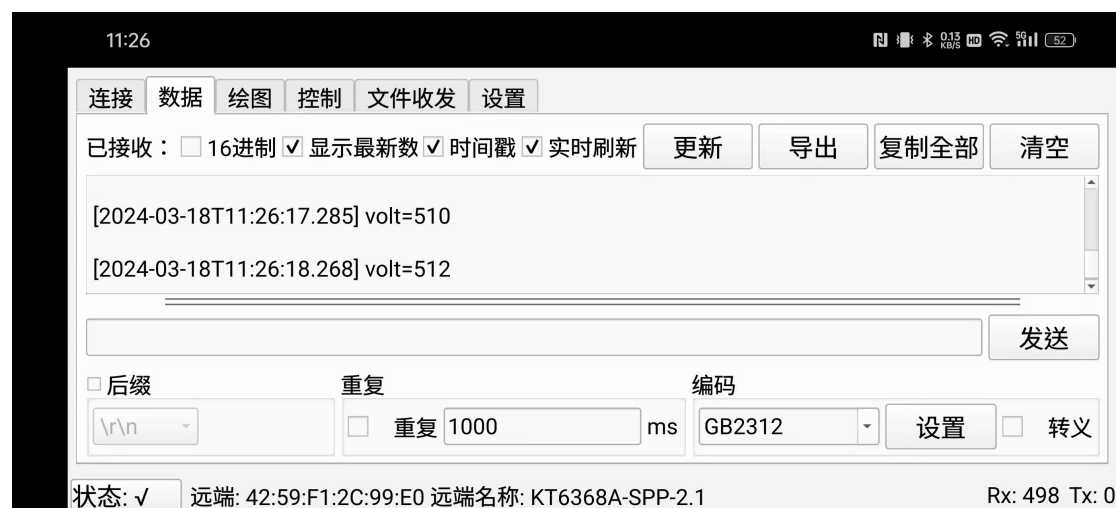 11:26 0.13 KB/S HD 5G 52
连接 数据 绘图 控制 文件收发 设置
已接收： 16进制 显示最新数 时间戳 实时刷新 更新 导出 复制全部 清空
[2024-03-18T11:26:17.285] volt=510
[2024-03-18T11:26:18.268] volt=512
发送
后缀 重复 编码
\r\n 重复 1000 ms GB2312 设置 转义
状态: √ 远端: 42:59:F1:2C:99:E0 远端名称: KT6368A-SPP-2.1 Rx: 498 Tx: 0